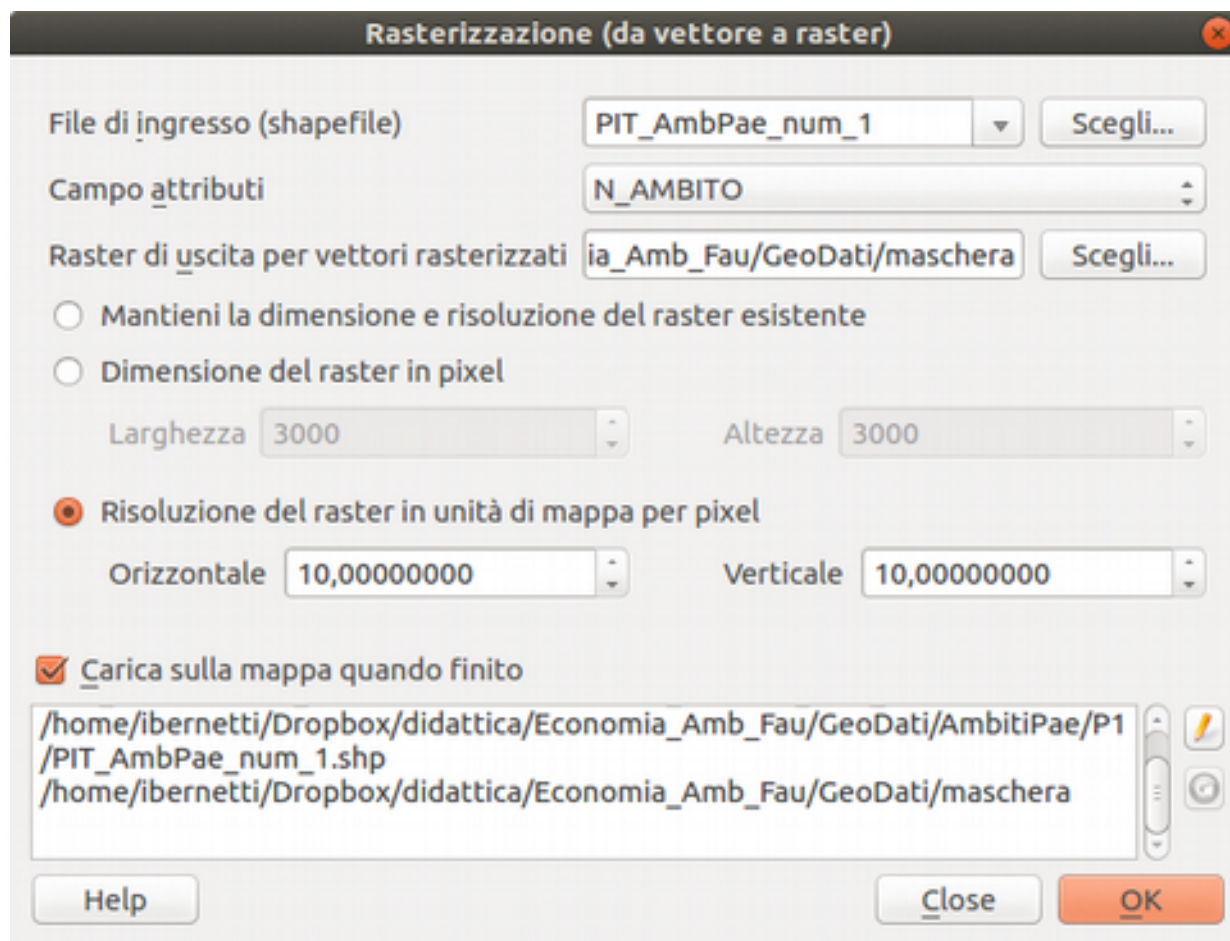 Rasterizzazione (da vettore a raster)
File di ingresso (shapefile) PIT_AmbPae_num_1 Scegli...
Campo attributi N_AMBITO
Raster di uscita per vettori rasterizzati ia_Amb_Fau/GeoDati/maschera Scegli...
Mantieni la dimensione e risoluzione del raster esistente
Dimensione del raster in pixel
Larghezza 3000 Altezza 3000
Risoluzione del raster in unità di mappa per pixel
Orizzontale 10,00000000 Verticale 10,00000000
Carica sulla mappa quando finito
/home/ibernetti/Dropbox/didattica/Economia_Amb_Fau/GeoDati/AmbitiPae/P1
/PIT_AmbPae_num_1.shp
/home/ibernetti/Dropbox/didattica/Economia_Amb_Fau/GeoDati/maschera
Help Close OK